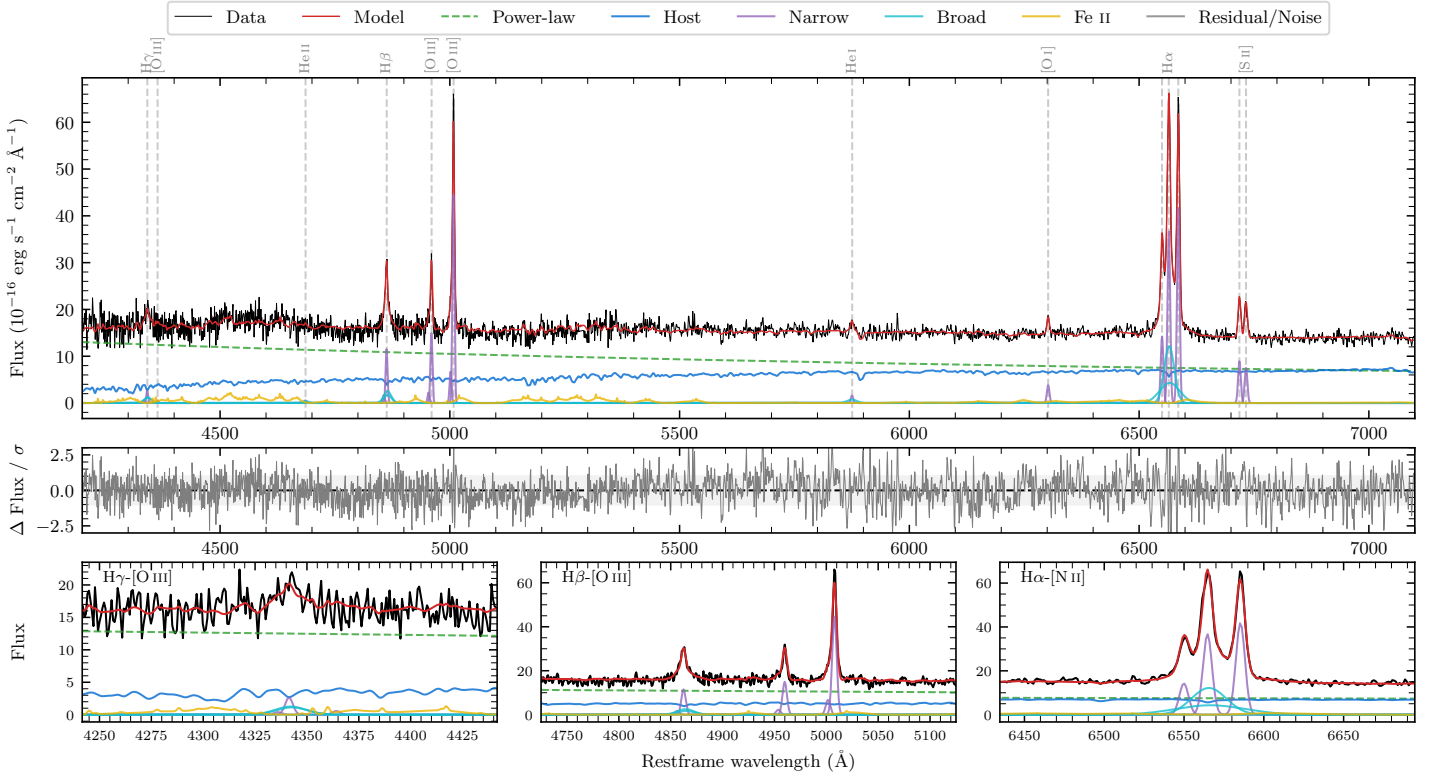 Data Model Power-law Host Narrow Broad Fe II Residual/Noise
Hγ [O III] He II Hβ [O III] [O III] He I [O I] Hα [S II]
Flux (10⁻¹⁶ erg s⁻¹ cm⁻² Å⁻¹)
60
50
40
30
20
10
0
4500 5000 5500 6000 6500 7000
Δ Flux / σ
2.5
0.0
−2.5
4500 5000 5500 6000 6500 7000
Flux
Hγ-[O III]
20
15
10
5
0
4250 4275 4300 4325 4350 4375 4400 4425
Hβ-[O III]
60
40
20
0
4750 4800 4850 4900 4950 5000 5050 5100
Hα-[N II]
60
40
20
0
6450 6500 6550 6600 6650
Restframe wavelength (Å)